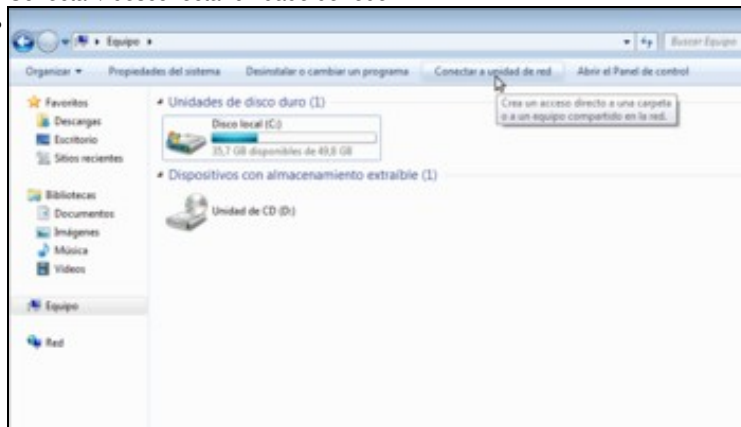 Equipo
Buscar Equipo
Organizar
Propiedades del sistema
Desinstalar o cambiar un programa
Conectar a unidad de red
Abrir el Panel de control
Favoritos
Descargas
Escritorio
Sitios recientes
Bibliotecas
Documentos
Imágenes
Música
Vídeos
Equipo
Red
Unidades de disco duro (1)
Disco local (C:)
35,7 GB disponibles de 49,8 GB
Dispositivos con almacenamiento extraíble (1)
Unidad de CD (D:)
Crea un acceso directo a una carpeta
o a un equipo compartido en la red.